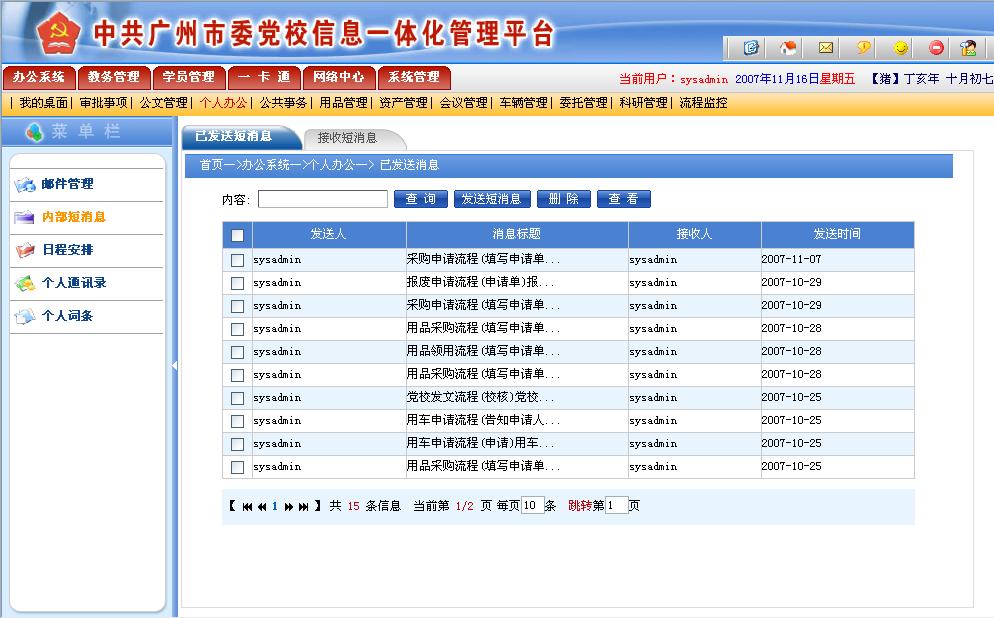 中共广州市委党校信息一体化管理平台
办公系统 教务管理 学员管理 一 卡 通 网络中心 系统管理 当前用户：sysadmin 2007年11月16日星期五 【猪】丁亥年 十月初七
| 我的桌面| 审批事项| 公文管理| 个人办公| 公共事务| 用品管理| 资产管理| 会议管理| 车辆管理| 委托管理| 科研管理| 流程监控
菜 单 栏
邮件管理
内部短消息
日程安排
个人通讯录
个人词条
已发送短消息 接收短消息
首页—>办公系统—>个人办公—> 已发送消息
内容: 查 询 发送短消息 删 除 查 看
发送人 消息标题 接收人 发送时间
sysadmin 采购申请流程(填写申请单... sysadmin 2007-11-07
sysadmin 报废申请流程(申请单)报... sysadmin 2007-10-29
sysadmin 采购申请流程(填写申请单... sysadmin 2007-10-29
sysadmin 用品采购流程(填写申请单... sysadmin 2007-10-28
sysadmin 用品领用流程(填写申请单... sysadmin 2007-10-28
sysadmin 用品采购流程(填写申请单... sysadmin 2007-10-28
sysadmin 党校发文流程(校核)党校... sysadmin 2007-10-25
sysadmin 用车申请流程(告知申请人... sysadmin 2007-10-25
sysadmin 用车申请流程(申请)用车... sysadmin 2007-10-25
sysadmin 用品采购流程(填写申请单... sysadmin 2007-10-25
【 1 】 共 15 条信息 当前第 1/2 页 每页10条 跳转第1页